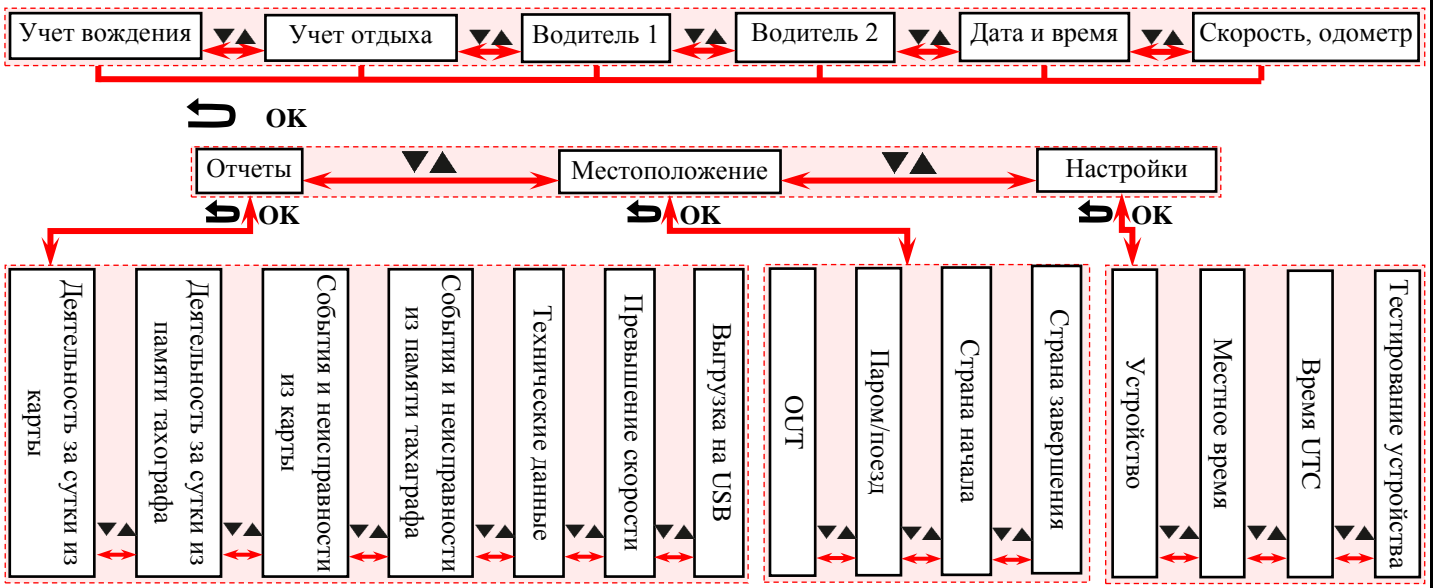 Учет вождения
Учет отдыха
Водитель 1
Водитель 2
Дата и время
Скорость, одометр
OK
Отчеты
Местоположение
Настройки
OK
OK
OK
Деятельность за сутки из
карты
Деятельность за сутки из
памяти тахографа
События и неисправности
из карты
События и неисправности
из памяти тахаграфа
Технические данные
Превышение скорости
Выгрузка на USB
OUT
Паром/поезд
Страна начала
Страна завершения
Устройство
Местное время
Время UTC
Тестирование устройства